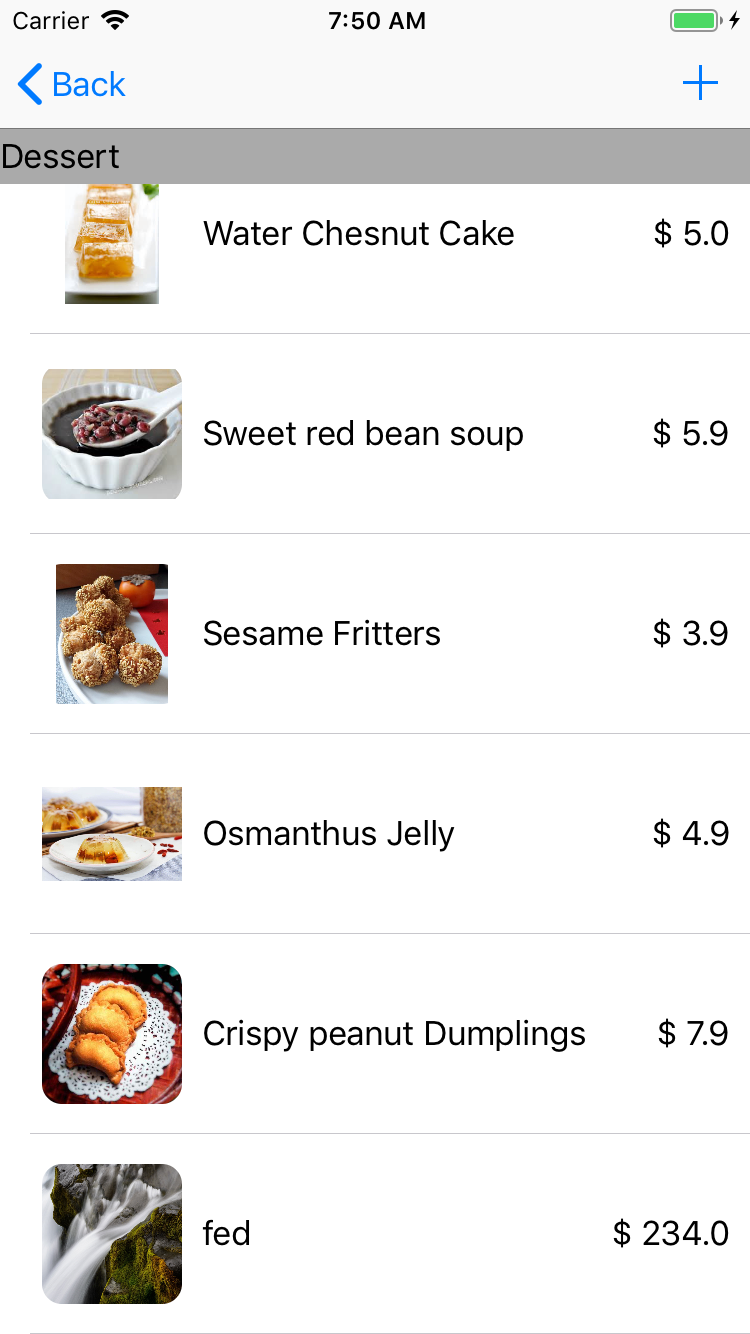 Carrier 7:50 AM
Back +
Dessert
Water Chesnut Cake $ 5.0
Sweet red bean soup $ 5.9
Sesame Fritters $ 3.9
Osmanthus Jelly $ 4.9
Crispy peanut Dumplings $ 7.9
fed $ 234.0